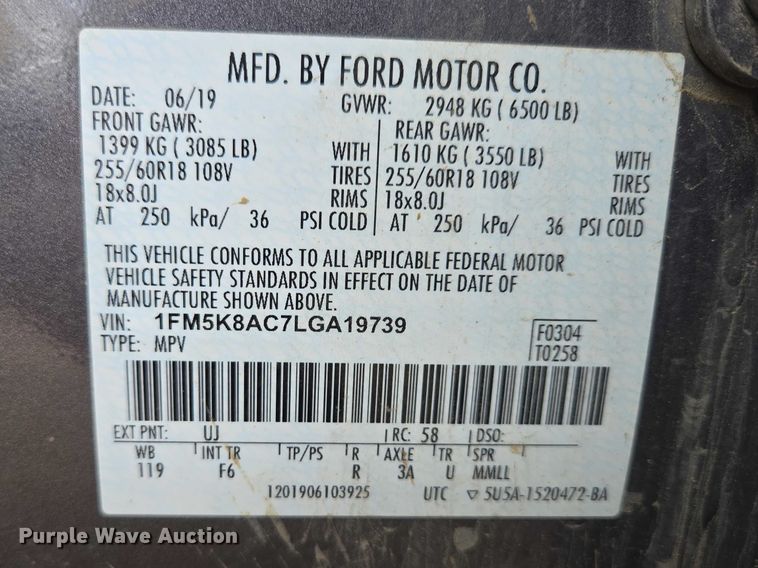 MFD. BY FORD MOTOR CO.
DATE: 06/19 GVWR: 2948 KG ( 6500 LB)
FRONT GAWR: REAR GAWR:
1399 KG ( 3085 LB) WITH 1610 KG ( 3550 LB) WITH
255/60R18 108V TIRES 255/60R18 108V TIRES
18x8.0J RIMS 18x8.0J RIMS
AT 250 kPa/ 36 PSI COLD AT 250 kPa/ 36 PSI COLD
THIS VEHICLE CONFORMS TO ALL APPLICABLE FEDERAL MOTOR
VEHICLE SAFETY STANDARDS IN EFFECT ON THE DATE OF
MANUFACTURE SHOWN ABOVE.
VIN: 1FM5K8AC7LGA19739 F0304
TYPE: MPV T0258
EXT PNT: UJ RC: 58 DSO:
WB INT TR TP/PS R AXLE TR SPR
119 F6 R 3A U MMLL
1201906103925 UTC ▽ 5U5A-1520472-BA
Purple Wave Auction